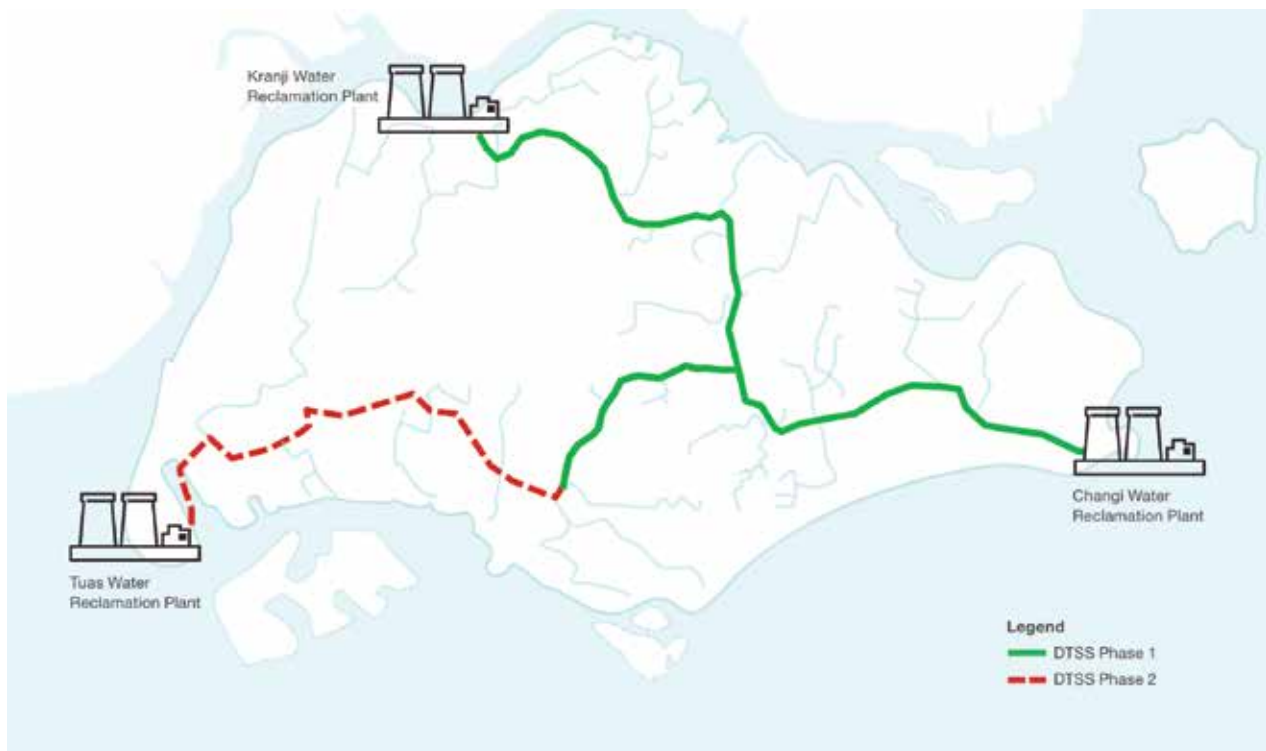 Kranji Water
Reclamation Plant
Changi Water
Reclamation Plant
Tuas Water
Reclamation Plant
Legend
DTSS Phase 1
DTSS Phase 2